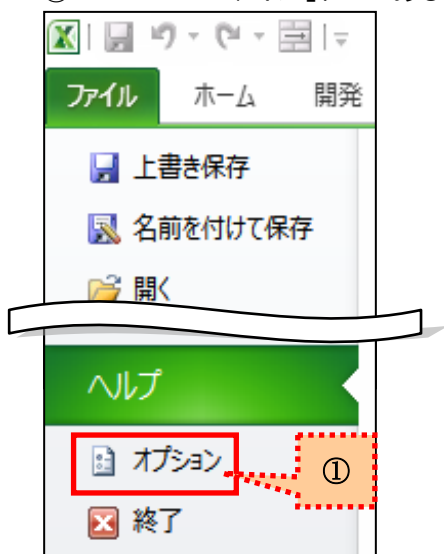 ファイル ホーム 開発
上書き保存
名前を付けて保存
開く
ヘルプ
オプション ①
終了